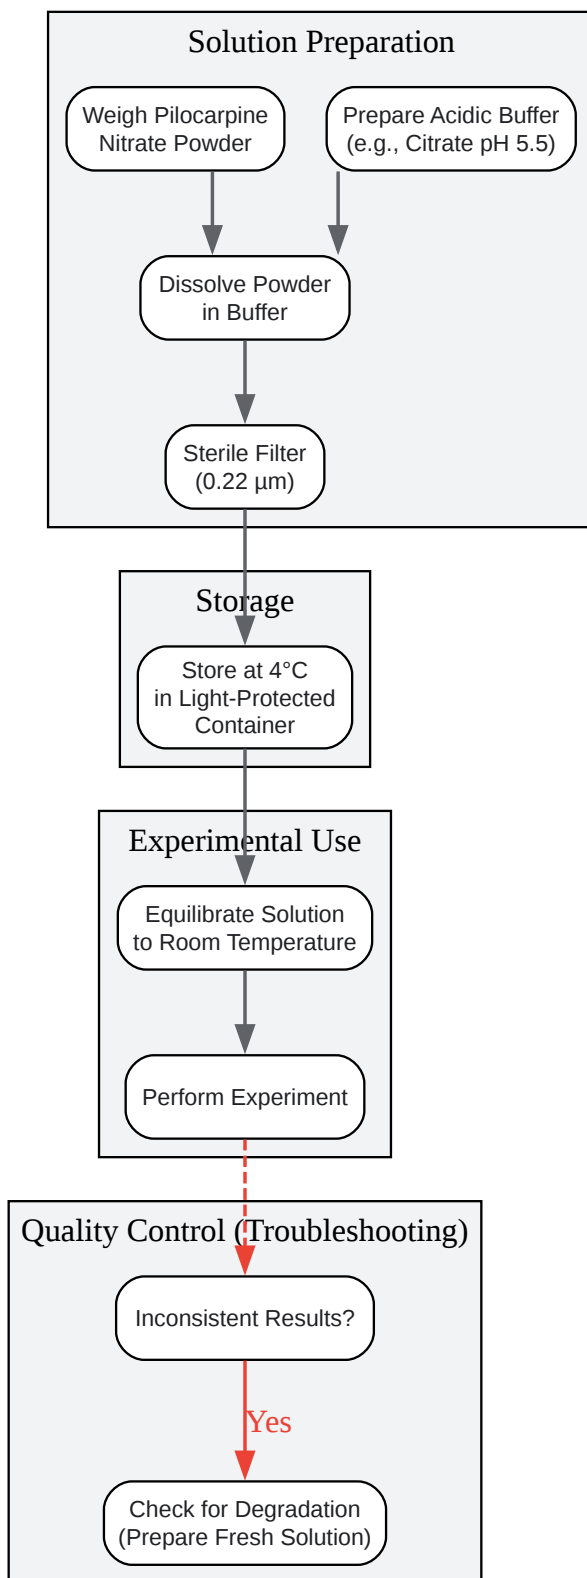 Solution Preparation
Weigh Pilocarpine
Nitrate Powder
Prepare Acidic Buffer
(e.g., Citrate pH 5.5)
Dissolve Powder
in Buffer
Sterile Filter
(0.22 µm)
Storage
Store at 4°C
in Light-Protected
Container
Experimental Use
Equilibrate Solution
to Room Temperature
Perform Experiment
Quality Control (Troubleshooting)
Inconsistent Results?
Yes
Check for Degradation
(Prepare Fresh Solution)